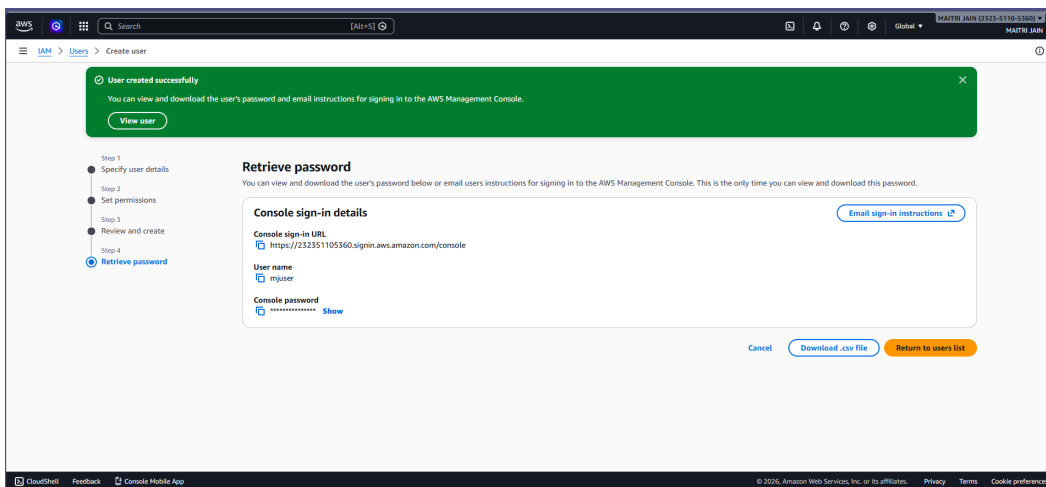 aws
Search
[Alt+S]
Global
MAITRI JAIN (2323-5110-5360)
MAITRI JAIN
IAM > Users > Create user
User created successfully
You can view and download the user's password and email instructions for signing in to the AWS Management Console.
View user
Step 1
Specify user details
Step 2
Set permissions
Step 3
Review and create
Step 4
Retrieve password
Retrieve password
You can view and download the user's password below or email users instructions for signing in to the AWS Management Console. This is the only time you can view and download this password.
Console sign-in details
Email sign-in instructions
Console sign-in URL
https://232351105360.signin.aws.amazon.com/console
User name
mjuser
Console password
*************** Show
Cancel
Download .csv file
Return to users list
CloudShell
Feedback
Console Mobile App
© 2026, Amazon Web Services, Inc. or its affiliates.
Privacy
Terms
Cookie preferences